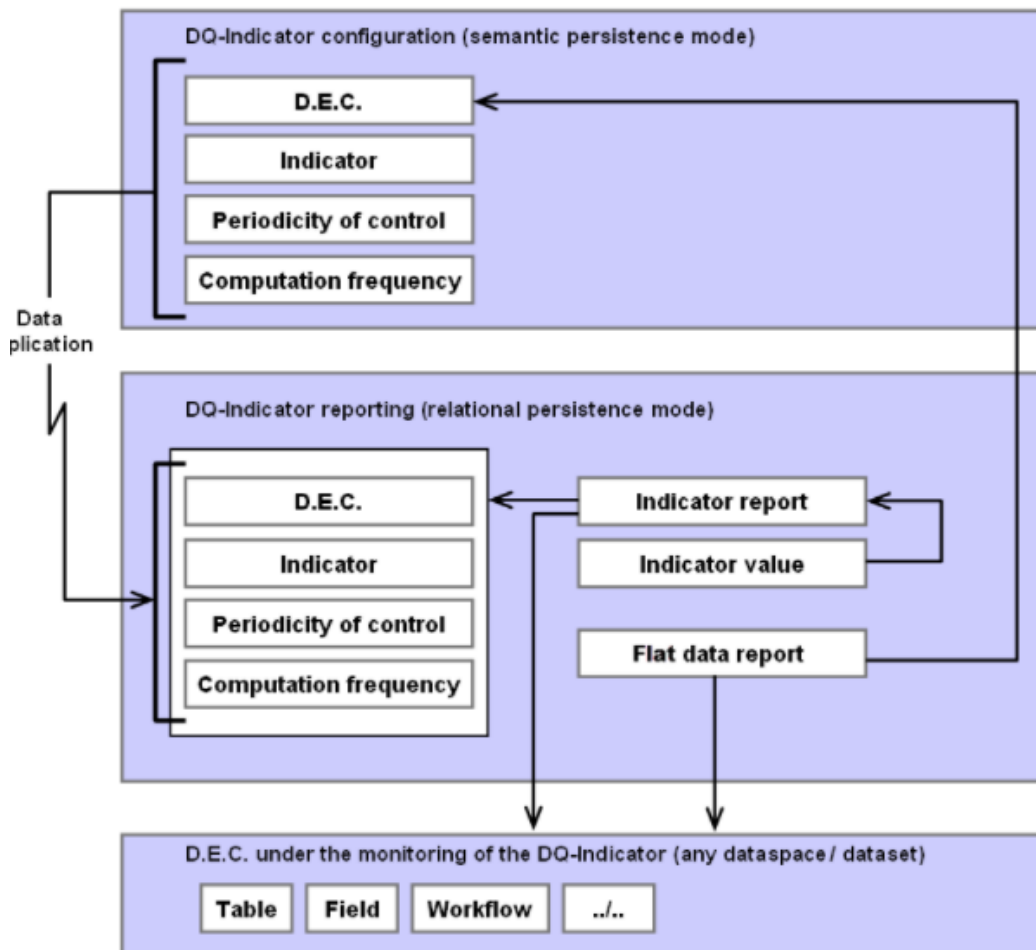 DQ-Indicator configuration (semantic persistence mode)
D.E.C.
Indicator
Periodicity of control
Computation frequency
Data
plication
DQ-Indicator reporting (relational persistence mode)
D.E.C.
Indicator
Periodicity of control
Computation frequency
Indicator report
Indicator value
Flat data report
D.E.C. under the monitoring of the DQ-Indicator (any dataspace / dataset)
Table
Field
Workflow
../..